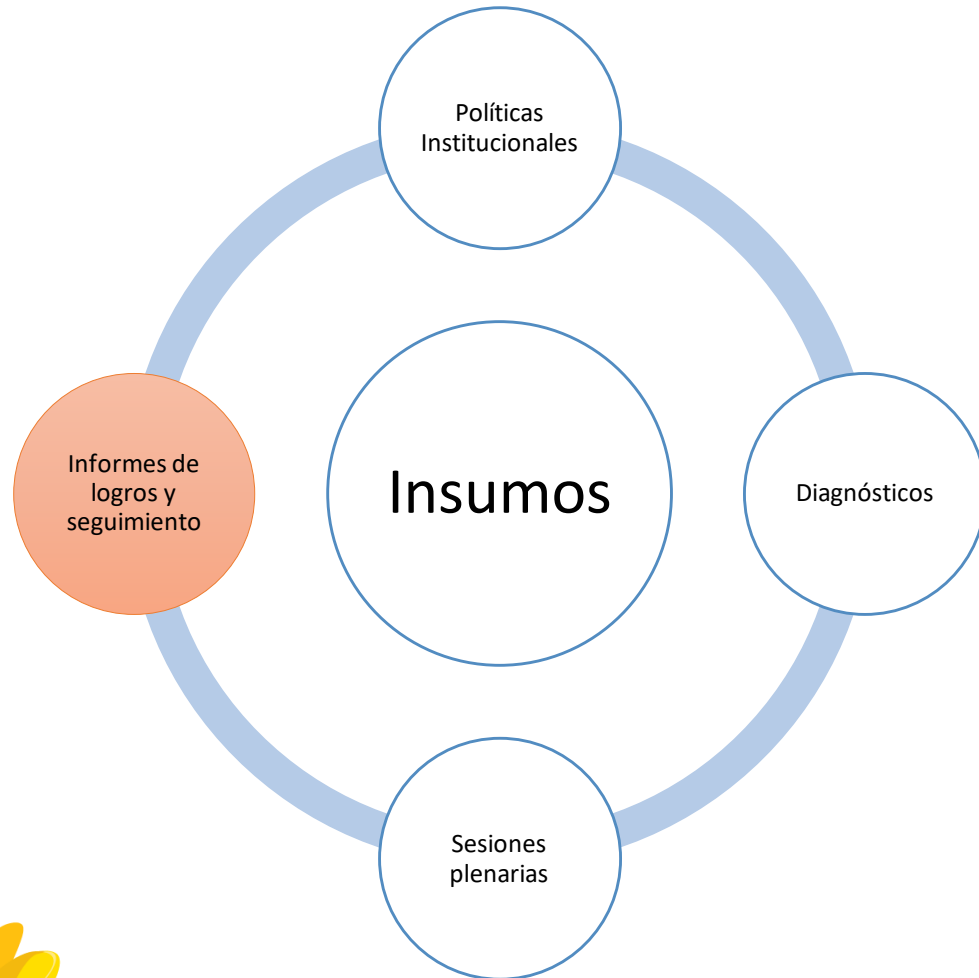 Políticas
Institucionales
Informes de
logros y
seguimiento
Insumos
Diagnósticos
Sesiones
plenarias